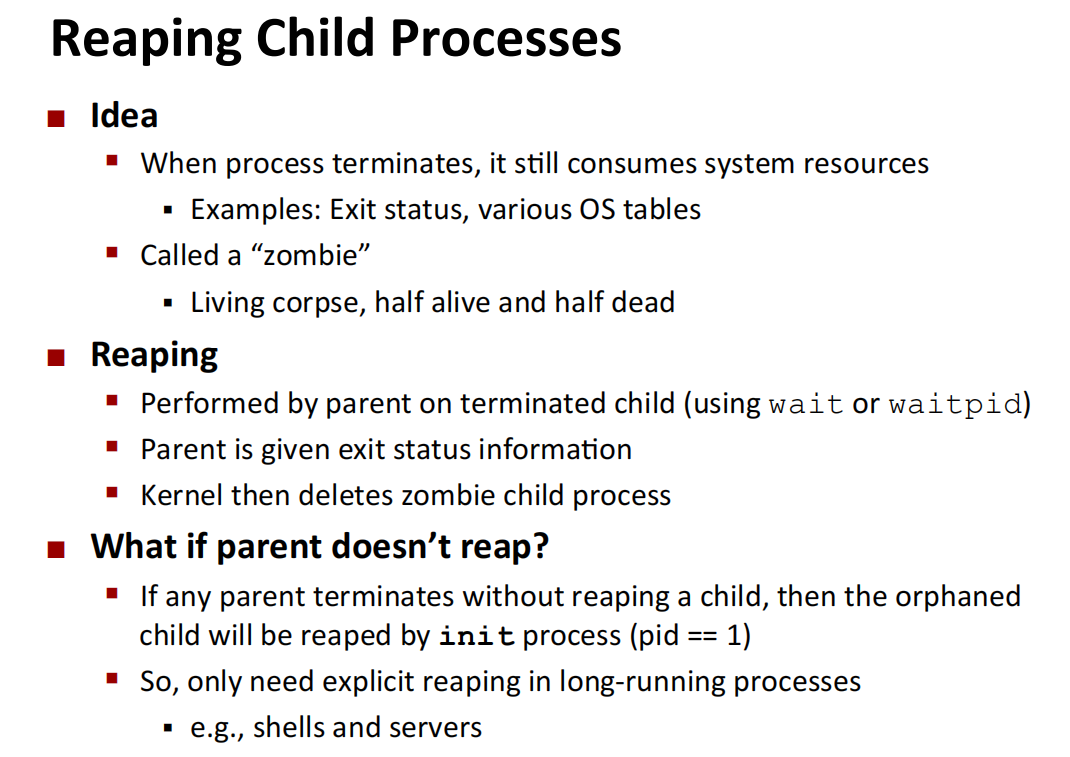 Reaping Child Processes
■ Idea
▪ When process terminates, it still consumes system resources
▪ Examples: Exit status, various OS tables
▪ Called a “zombie”
▪ Living corpse, half alive and half dead
■ Reaping
▪ Performed by parent on terminated child (using wait or waitpid)
▪ Parent is given exit status information
▪ Kernel then deletes zombie child process
■ What if parent doesn’t reap?
▪ If any parent terminates without reaping a child, then the orphaned
child will be reaped by init process (pid == 1)
▪ So, only need explicit reaping in long-running processes
▪ e.g., shells and servers